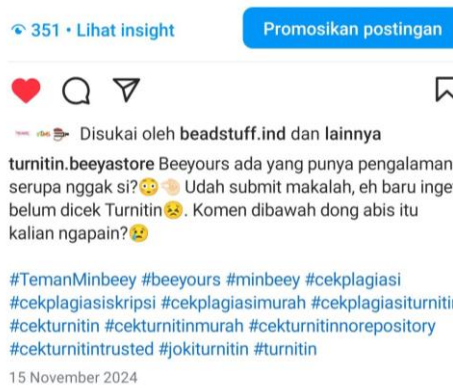 351 • Lihat insight
Promosikan postingan
Disukai oleh beadstuff.ind dan lainnya
turnitin.beeyastore Beeyours ada yang punya pengalaman
serupa nggak si?😳👈🏻 Udah submit makalah, eh baru inge
belum dicek Turnitin😣. Komen dibawah dong abis itu
kalian ngapain?😢
#TemanMinbeey #beeyours #minbeey #cekplagiasi
#cekplagiasiskripsi #cekplagiasimurah #cekplagiasiturniti
#cekturnitin #cekturnitinmurah #cekturnitinnorepository
#cekturnitintrusted #jokiturnitin #turnitin
15 November 2024